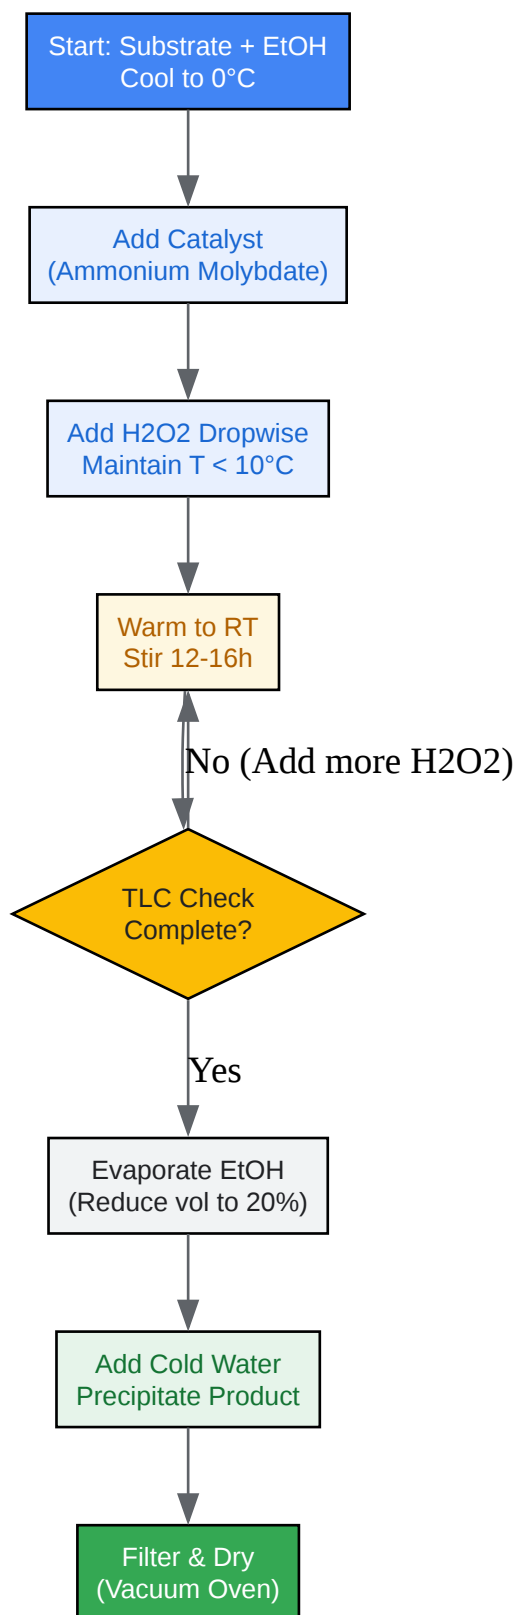 Start: Substrate + EtOH
Cool to 0°C
Add Catalyst
(Ammonium Molybdate)
Add H2O2 Dropwise
Maintain T < 10°C
Warm to RT
Stir 12-16h
No (Add more H2O2)
TLC Check
Complete?
Yes
Evaporate EtOH
(Reduce vol to 20%)
Add Cold Water
Precipitate Product
Filter & Dry
(Vacuum Oven)